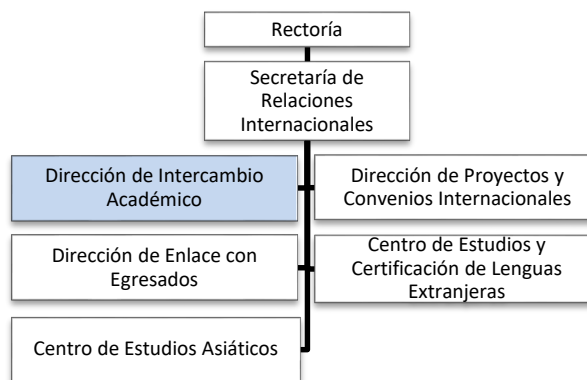 Rectoría
Secretaría de
Relaciones
Internacionales
Dirección de Intercambio
Académico
Dirección de Proyectos y
Convenios Internacionales
Dirección de Enlace con
Egresados
Centro de Estudios y
Certificación de Lenguas
Extranjeras
Centro de Estudios Asiáticos